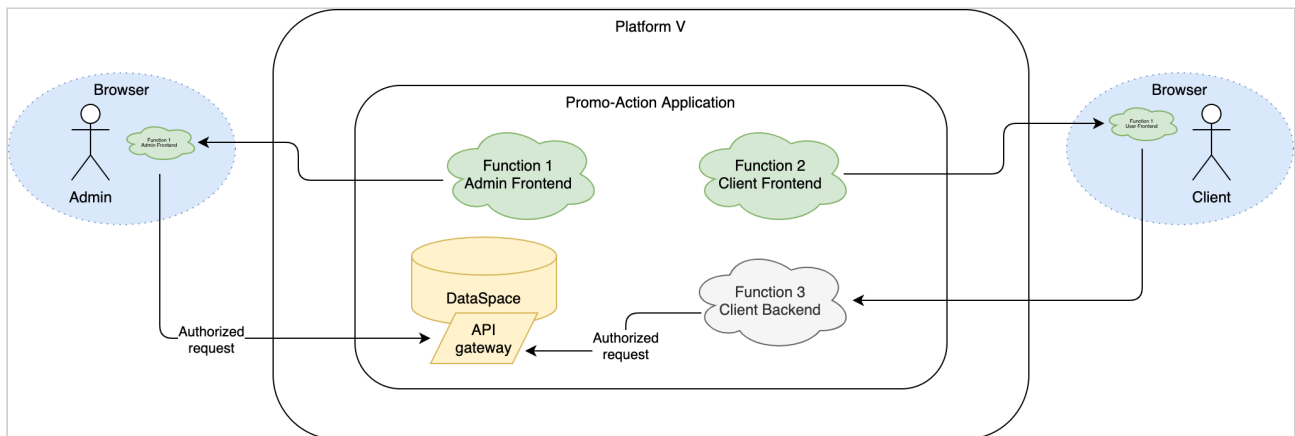 Platform V
Browser
Function 1
Admin Frontend
Admin
Promo-Action Application
Function 1
Admin Frontend
Function 2
Client Frontend
Browser
Function 1
User Frontend
Client
DataSpace
API
gateway
Function 3
Client Backend
Authorized
request
Authorized
request